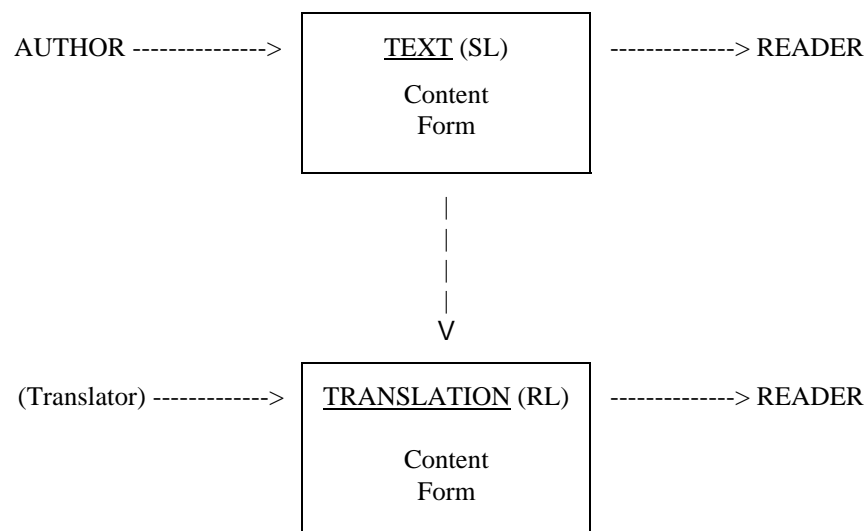 AUTHOR ---------------> TEXT (SL) --------------> READER
Content
Form
|
|
|
|
V
(Translator) -------------> TRANSLATION (RL) --------------> READER
Content
Form